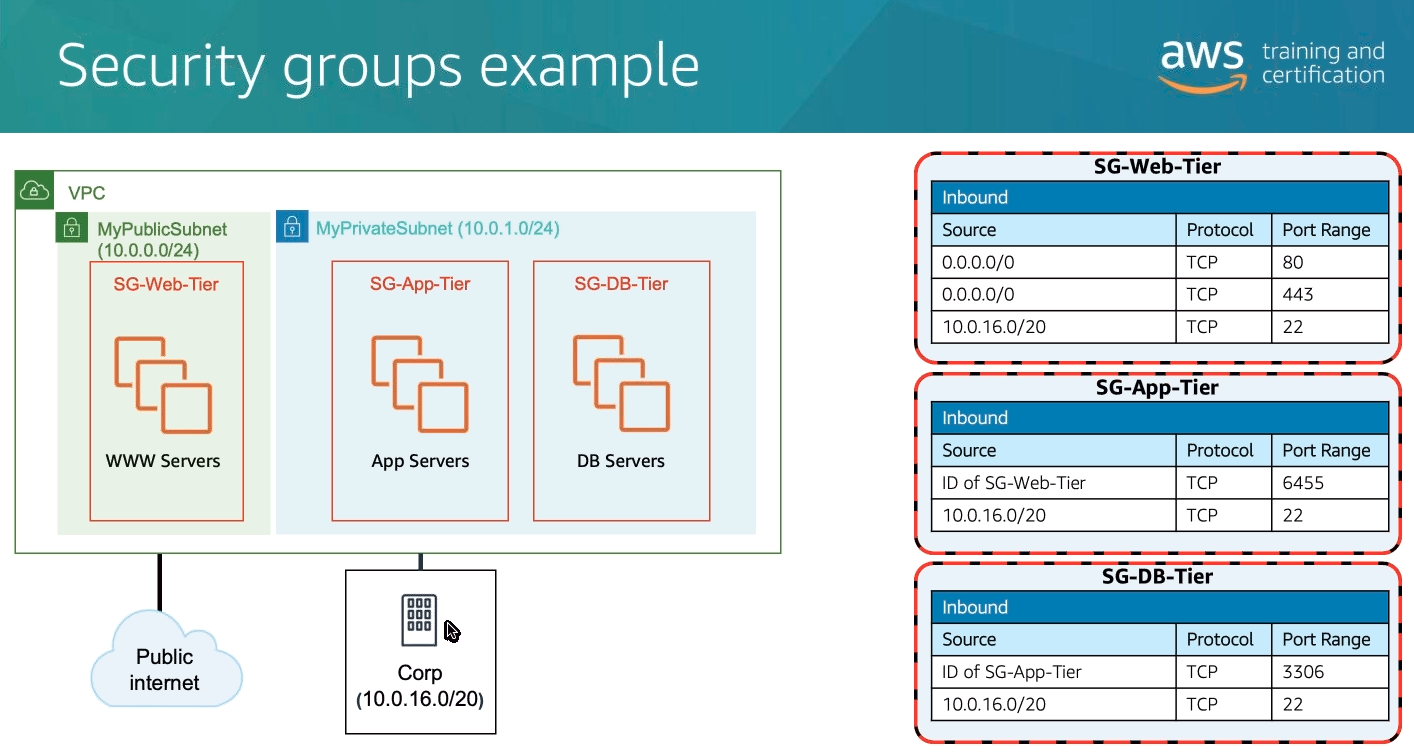 Security groups example
aws training and
certification
VPC
MyPublicSubnet
(10.0.0.0/24)
MyPrivateSubnet (10.0.1.0/24)
SG-Web-Tier
SG-App-Tier
SG-DB-Tier
WWW Servers
App Servers
DB Servers
Public
internet
Corp
(10.0.16.0/20)
SG-Web-Tier
Inbound
Source Protocol Port Range
0.0.0.0/0 TCP 80
0.0.0.0/0 TCP 443
10.0.16.0/20 TCP 22
SG-App-Tier
Inbound
Source Protocol Port Range
ID of SG-Web-Tier TCP 6455
10.0.16.0/20 TCP 22
SG-DB-Tier
Inbound
Source Protocol Port Range
ID of SG-App-Tier TCP 3306
10.0.16.0/20 TCP 22